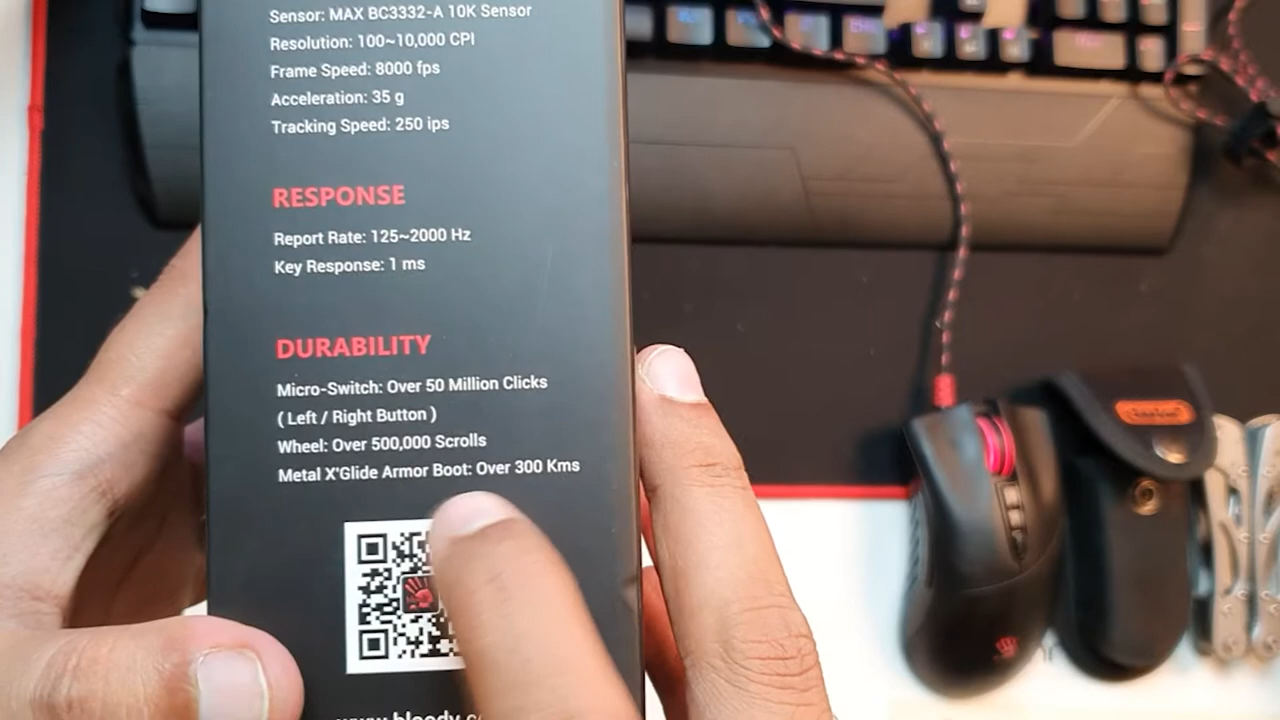 Sensor: MAX BC3332-A 10K Sensor
Resolution: 100~10,000 CPI
Frame Speed: 8000 fps
Acceleration: 35 g
Tracking Speed: 250 ips
RESPONSE
Report Rate: 125~2000 Hz
Key Response: 1 ms
DURABILITY
Micro-Switch: Over 50 Million Clicks
( Left / Right Button )
Wheel: Over 500,000 Scrolls
Metal X'Glide Armor Boot: Over 300 Kms
www.bloody.c